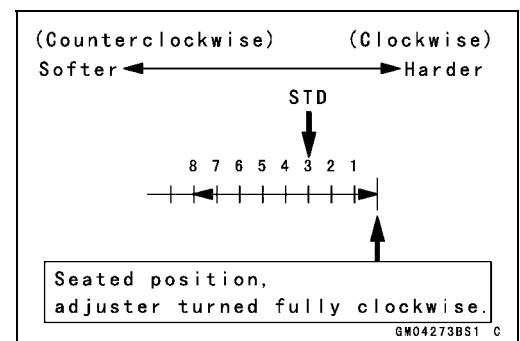 (Counterclockwise) (Clockwise)
Softer Harder
STD
8 7 6 5 4 3 2 1
Seated position,
adjuster turned fully clockwise.
GM04273BS1 C